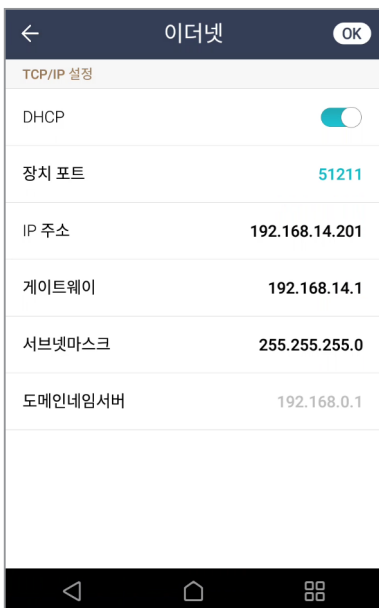 이더넷 OK
TCP/IP 설정
DHCP
장치 포트 51211
IP 주소 192.168.14.201
게이트웨이 192.168.14.1
서브넷마스크 255.255.255.0
도메인네임서버 192.168.0.1